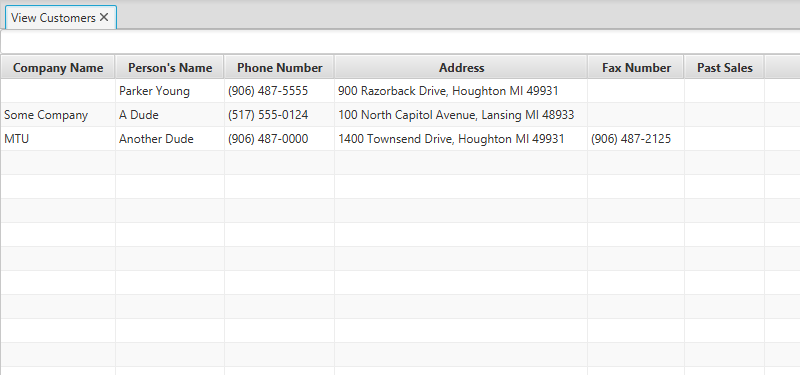 View Customers
Company Name Person's Name Phone Number Address Fax Number Past Sales
Parker Young (906) 487-5555 900 Razorback Drive, Houghton MI 49931
Some Company A Dude (517) 555-0124 100 North Capitol Avenue, Lansing MI 48933
MTU Another Dude (906) 487-0000 1400 Townsend Drive, Houghton MI 49931 (906) 487-2125